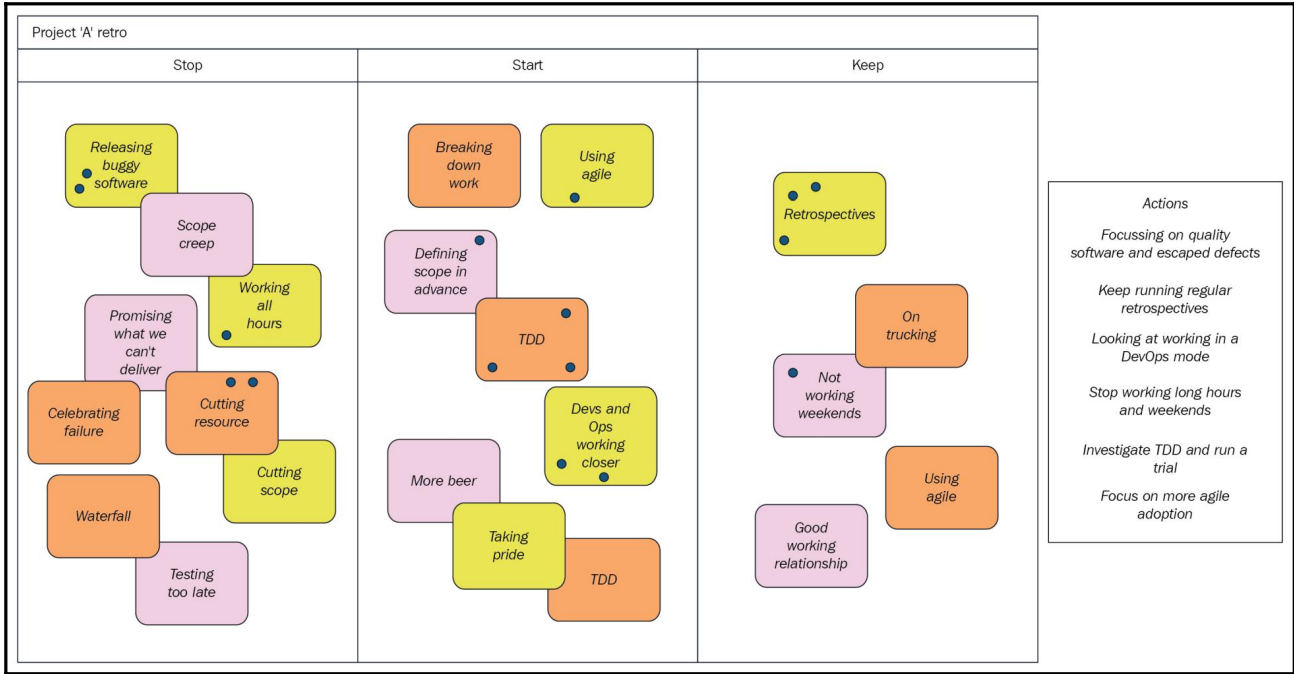 Project 'A' retro
Stop
Start
Keep
Releasing
buggy
software
Scope
creep
Working
all
hours
Promising
what we
can't
deliver
Celebrating
failure
Cutting
resource
Cutting
scope
Waterfall
Testing
too late
Breaking
down
work
Using
agile
Defining
scope in
advance
TDD
Devs and
Ops
working
closer
More beer
Taking
pride
TDD
Retrospectives
On
trucking
Not
working
weekends
Using
agile
Good
working
relationship
Actions
Focussing on quality
software and escaped defects
Keep running regular
retrospectives
Looking at working in a
DevOps mode
Stop working long hours
and weekends
Investigate TDD and run a
trial
Focus on more agile
adoption